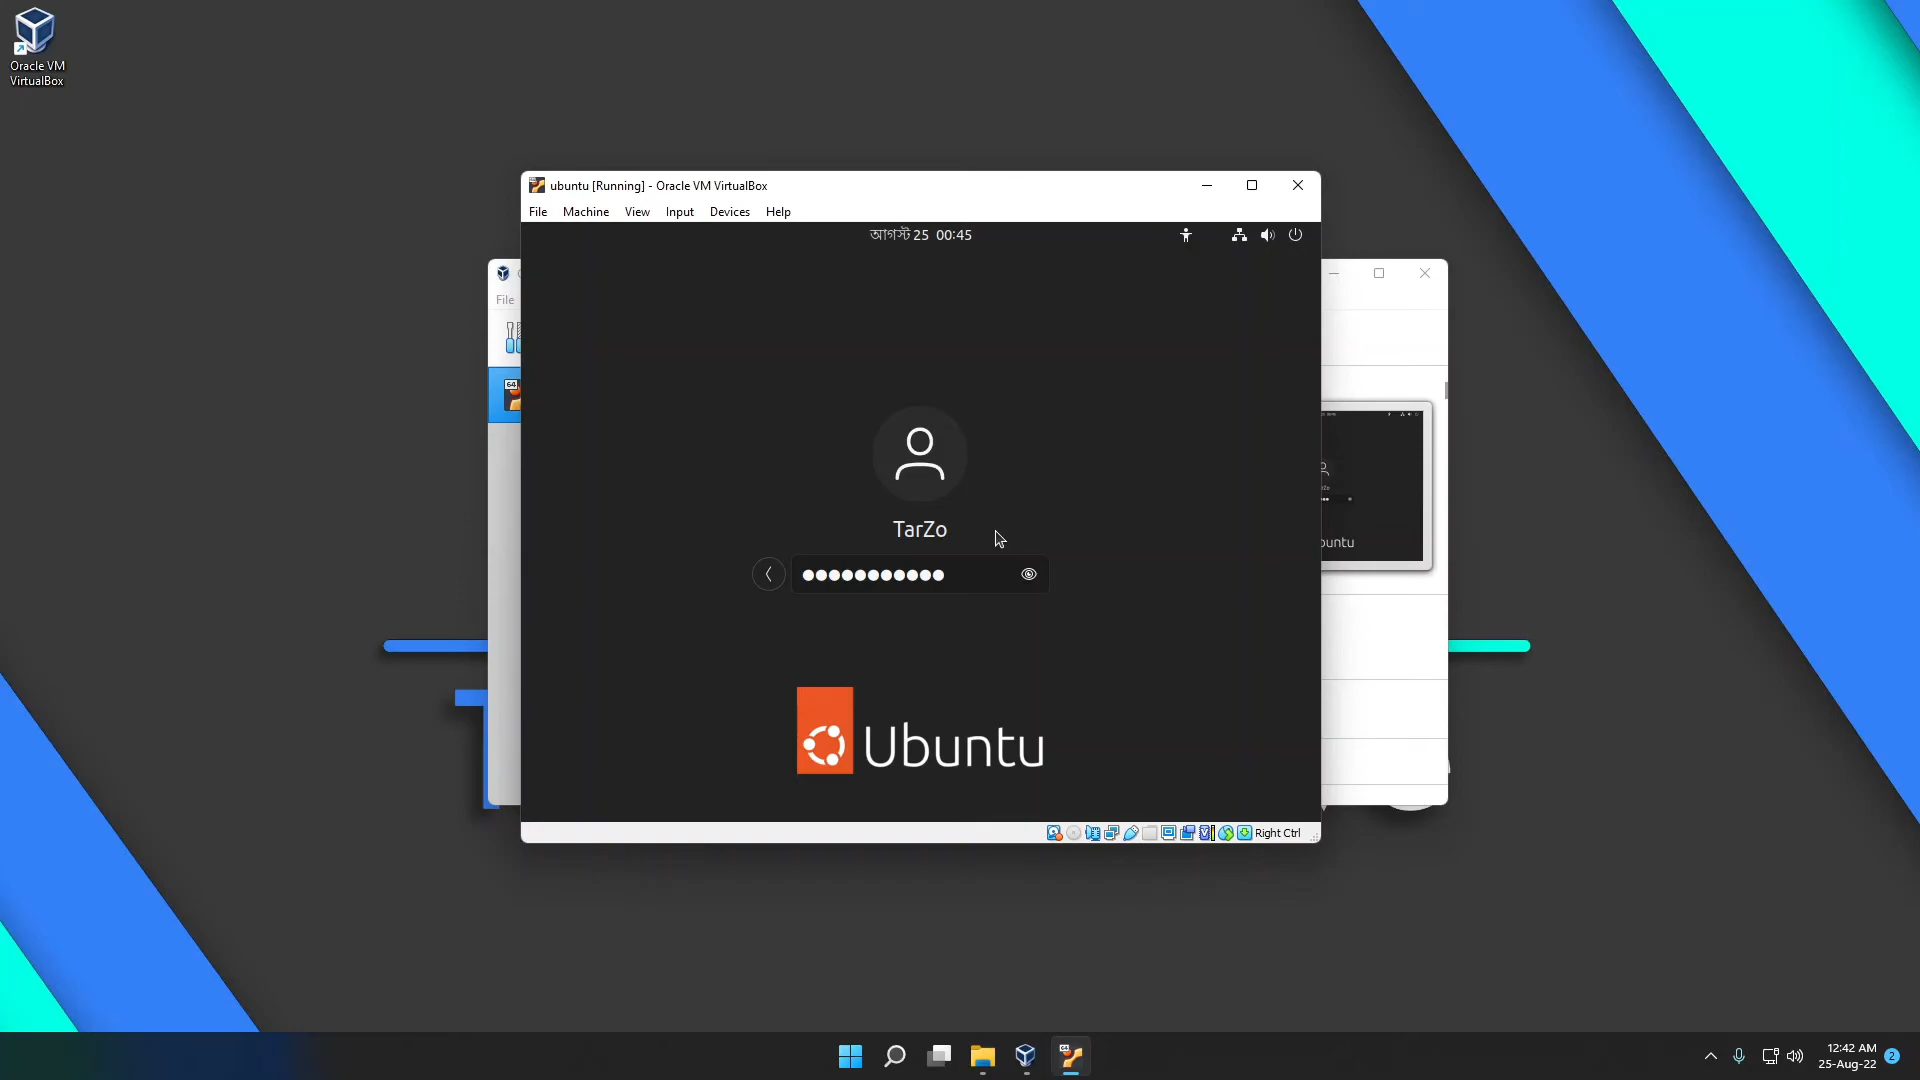 Oracle VM
VirtualBox
ubuntu [Running] - Oracle VM VirtualBox
File Machine View Input Devices Help
আগস্ট 25 00:45
File
64
TarZo
Ubuntu
Right Ctrl
12:42 AM
25-Aug-22
2